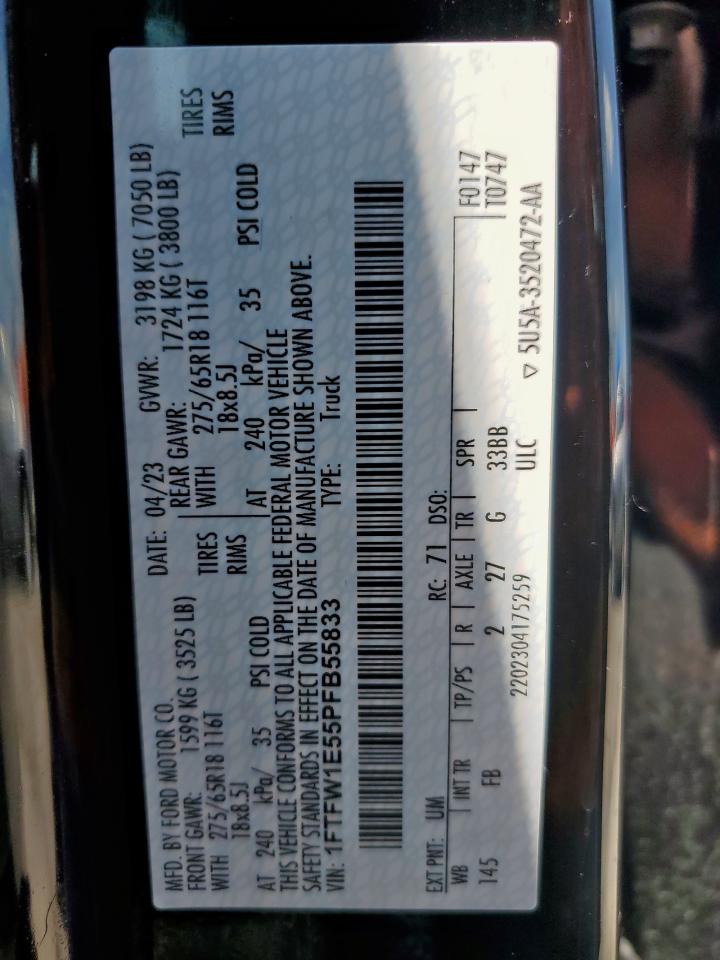 MFD. BY FORD MOTOR CO.
DATE: 04/23 GVWR: 3198 KG ( 7050 LB)
FRONT GAWR: 1599 KG ( 3525 LB) REAR GAWR: 1724 KG ( 3800 LB)
WITH 275/65R18 116T TIRES WITH 275/65R18 116T TIRES
18x8.5J RIMS 18x8.5J RIMS
AT 240 kPa/ 35 PSI COLD AT 240 kPa/ 35 PSI COLD
THIS VEHICLE CONFORMS TO ALL APPLICABLE FEDERAL MOTOR VEHICLE
SAFETY STANDARDS IN EFFECT ON THE DATE OF MANUFACTURE SHOWN ABOVE.
VIN: 1FTFW1E55PFB55833 TYPE: Truck
EXT PNT: UM RC: 71 DSO:
WB INT TR TP/PS R AXLE TR SPR F0147
145 FB 2 27 G 33BB T0747
2202304175259 ULC
▽ 5U5A-3520472-AA